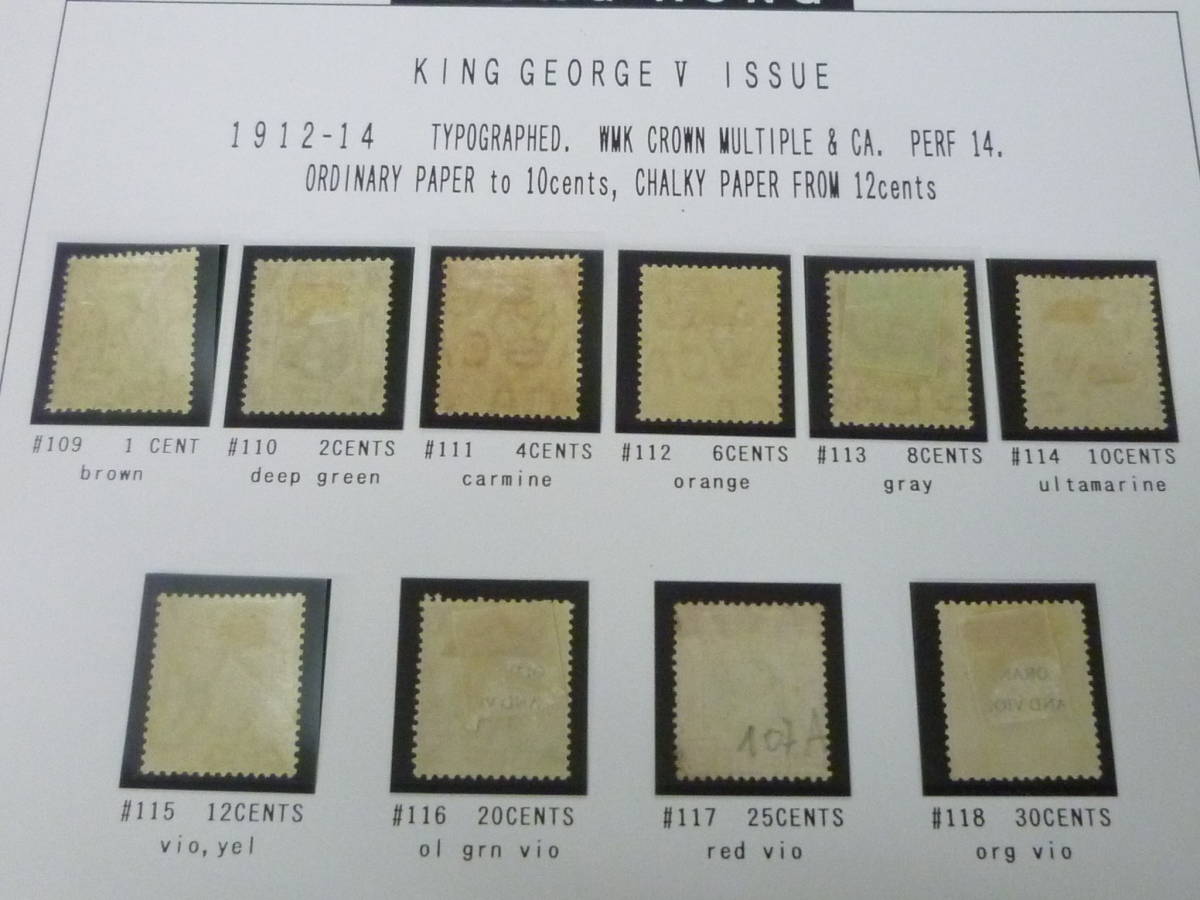 KING GEORGE V ISSUE
1912-14 TYPOGRAPHED. WMK CROWN MULTIPLE & CA. PERF 14.
ORDINARY PAPER to 10cents, CHALKY PAPER FROM 12cents
#109 1 CENT #110 2CENTS #111 4CENTS #112 6CENTS #113 8CENTS #114 10CENTS
brown deep green carmine orange gray ultamarine
107A
#115 12CENTS #116 20CENTS #117 25CENTS #118 30CENTS
vio,yel ol grn vio red vio org vio